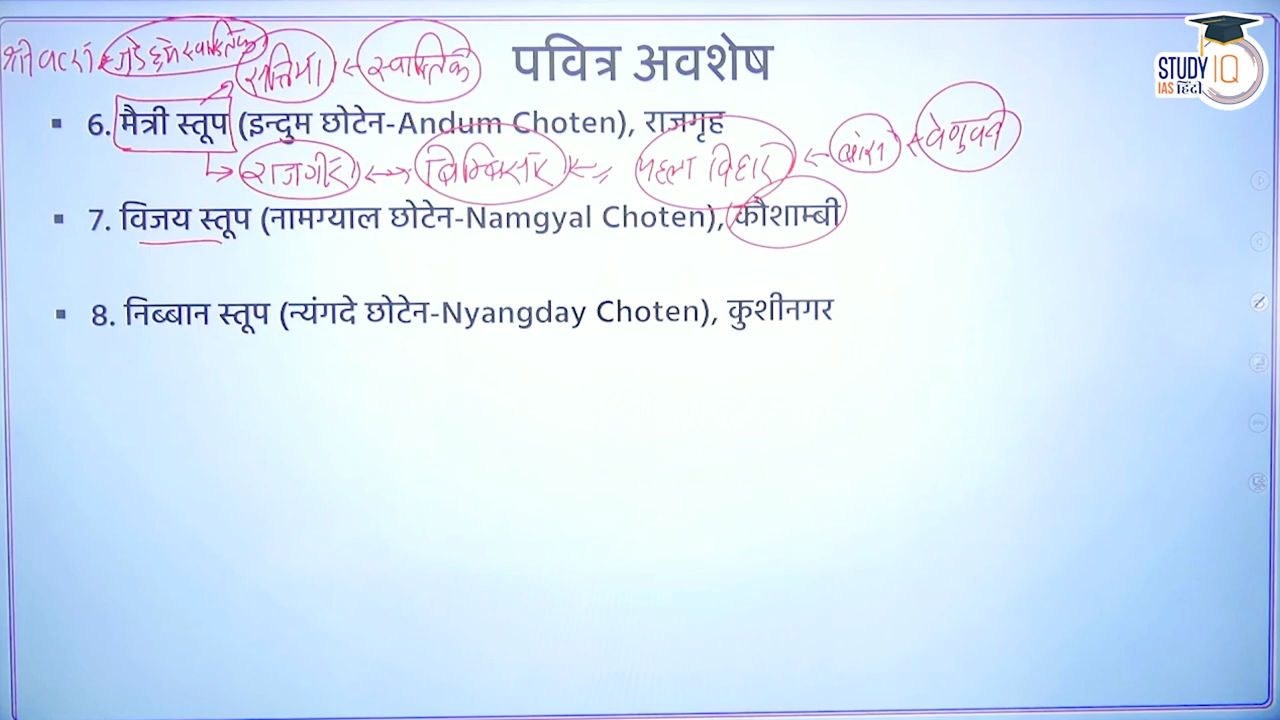 श्रीवत्स जुडे हुमे स्वास्तिक
स्वास्तिक
पवित्र अवशेष
STUDY IQ
IAS हिंदी
6. मैत्री स्तूप (इन्दुम छोटेन-Andum Choten), राजगृह
राजगीर बिम्बिसार पहला विहार बांस वेणुवन
7. विजय स्तूप (नामग्याल छोटेन-Namgyal Choten), कौशाम्बी
8. निब्बान स्तूप (न्यंगदे छोटेन-Nyangday Choten), कुशीनगर